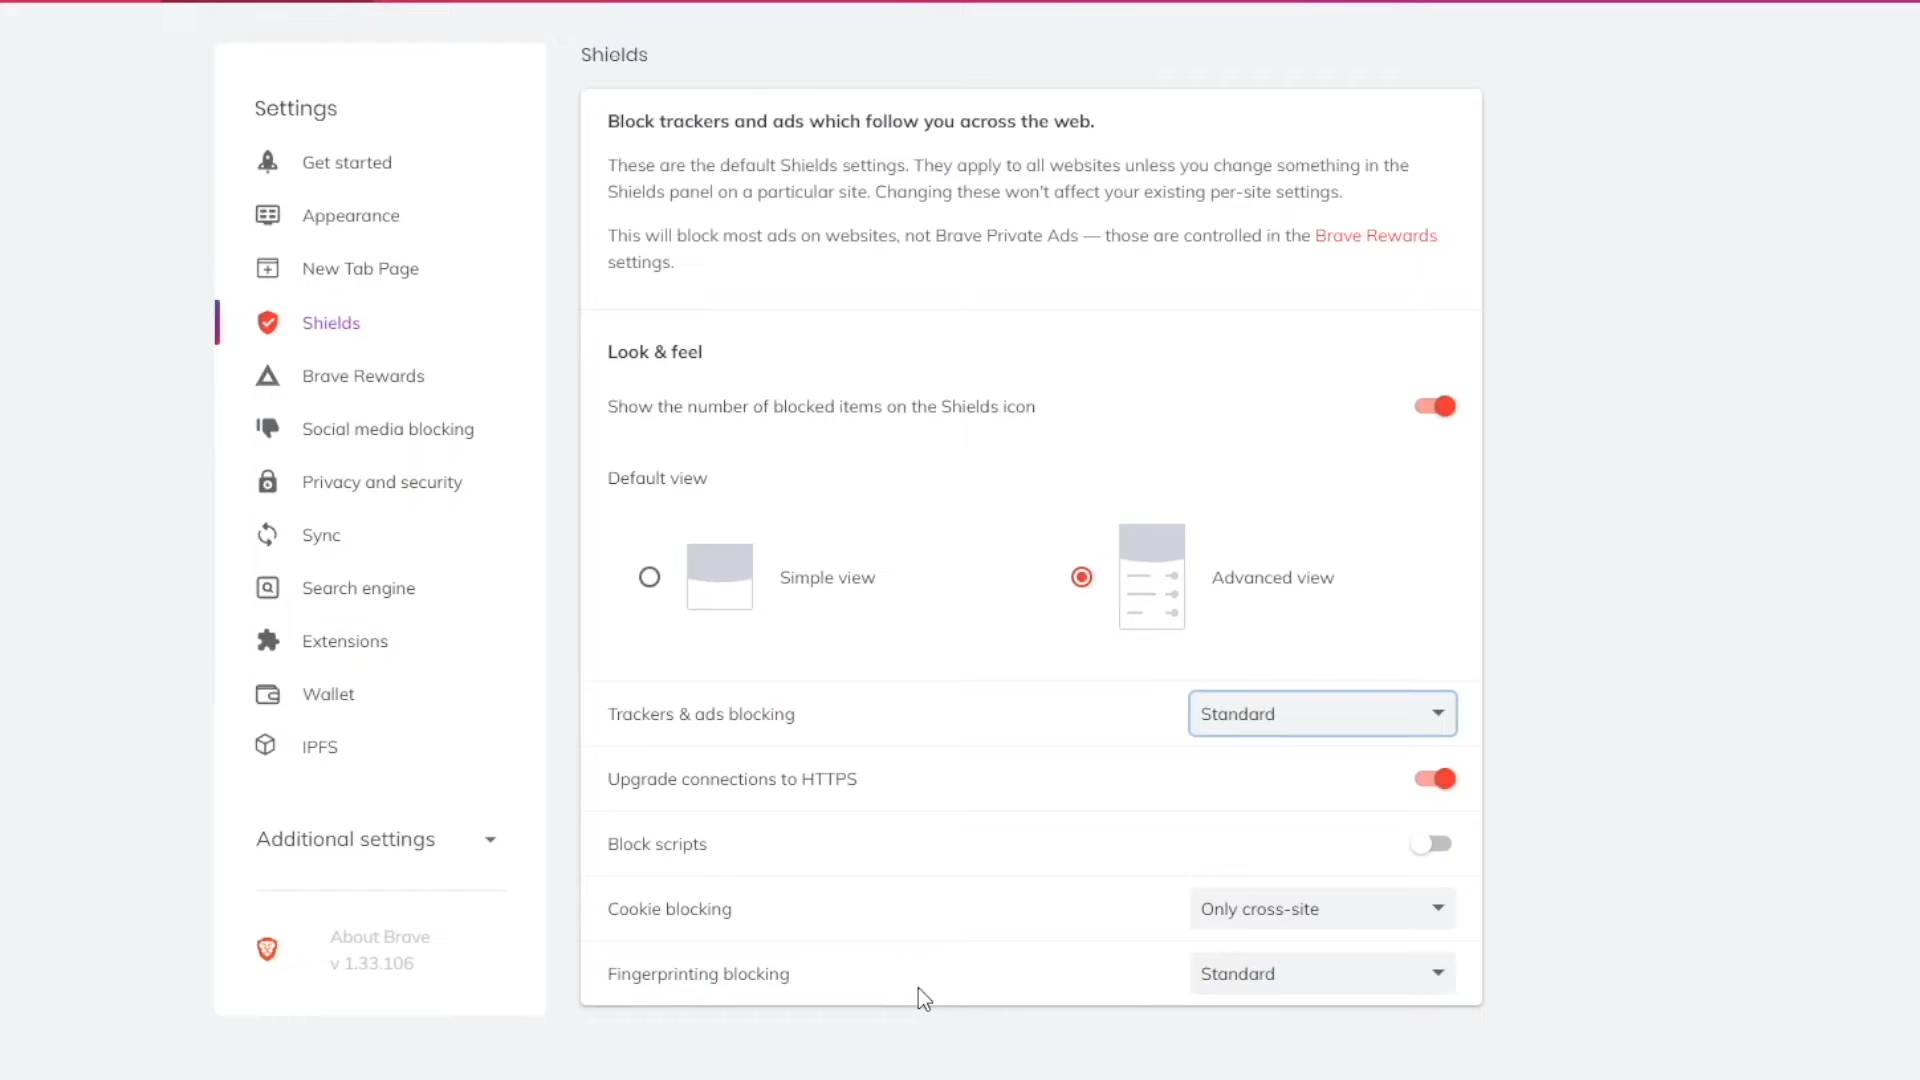 Settings
Get started
Appearance
New Tab Page
Shields
Brave Rewards
Social media blocking
Privacy and security
Sync
Search engine
Extensions
Wallet
IPFS
Additional settings
About Brave
v 1.33.106
Shields
Block trackers and ads which follow you across the web.
These are the default Shields settings. They apply to all websites unless you change something in the
Shields panel on a particular site. Changing these won't affect your existing per-site settings.
This will block most ads on websites, not Brave Private Ads — those are controlled in the Brave Rewards
settings.
Look & feel
Show the number of blocked items on the Shields icon
Default view
Simple view
Advanced view
Trackers & ads blocking
Standard
Upgrade connections to HTTPS
Block scripts
Cookie blocking
Only cross-site
Fingerprinting blocking
Standard